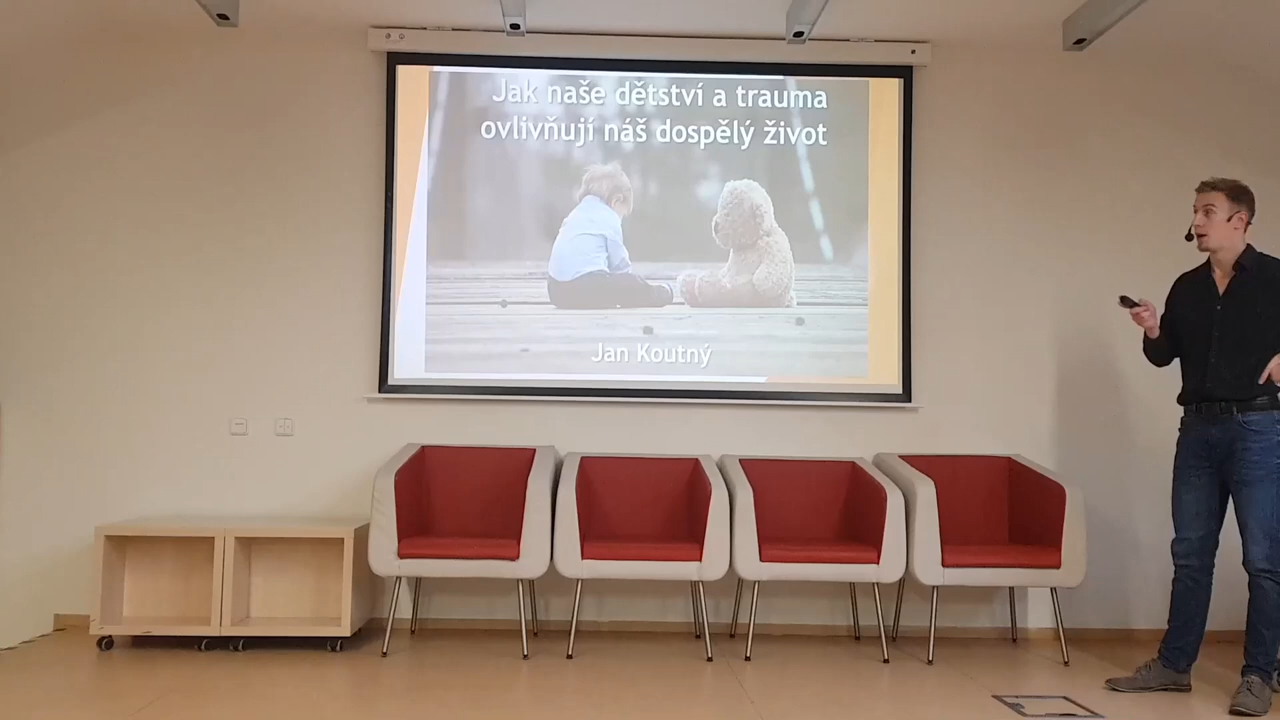 Jak naše dětství a trauma
ovlivňují náš dospělý život
Jan Koutný